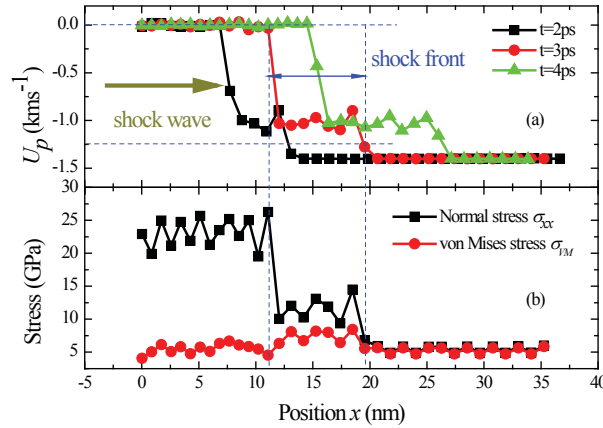 0.0
-0.5
-1.0
-1.5
U_p (kms⁻¹)
t=2ps
t=3ps
t=4ps
shock front
shock wave
(a)
30
25
20
15
10
5
Stress (GPa)
Normal stress σ_xx
von Mises stress σ_VM
(b)
-5 0 5 10 15 20 25 30 35 40
Position x (nm)